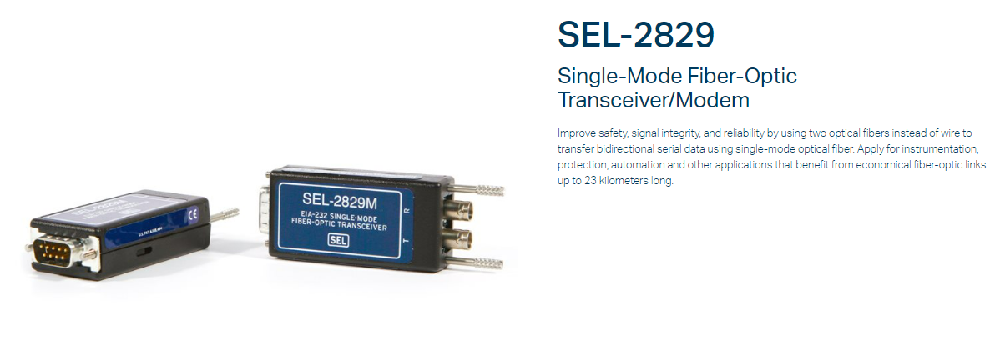 SEL-2829
Single-Mode Fiber-Optic
Transceiver/Modem
Improve safety, signal integrity, and reliability by using two optical fibers instead of wire to
transfer bidirectional serial data using single-mode optical fiber. Apply for instrumentation,
protection, automation and other applications that benefit from economical fiber-optic links
up to 23 kilometers long.
SEL-2829M
CE
SEL-2829M
EIA-232 SINGLE-MODE
FIBER-OPTIC TRANSCEIVER
SEL
R
T